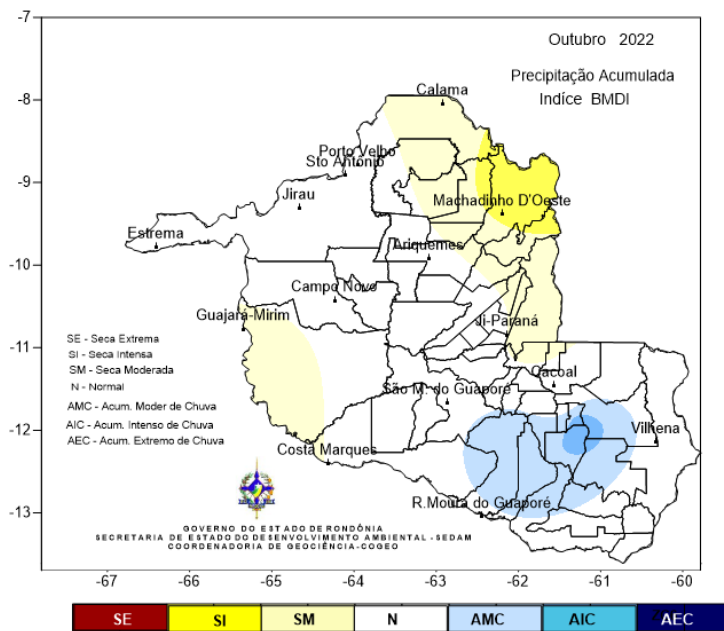 Outubro 2022
Precipitação Acumulada
Indíce BMDI
-7
-8
-9
-10
-11
-12
-13
Calama
Porto Velho
Sto Antônio
Jirau
Machadinho D'Oeste
Estrema
Ariquemes
Campo Novo
Guajará-Mirim
Ji-Paraná
Cacoal
São M. do Guaporé
Vilhena
Costa Marques
R.Moura do Guaporé
SE - Seca Extrema
SI - Seca Intensa
SM - Seca Moderada
N - Normal
AMC - Acum. Moder de Chuva
AIC - Acum. Intenso de Chuva
AEC - Acum. Extremo de Chuva
GOVERNO DO ESTADO DE RONDÔNIA
SECRETARIA DE ESTADO DE DESENVOLVIMENTO AMBIENTAL - SEDAM
COORDENADORIA DE GEOCIÊNCIA-COGEO
-67 -66 -65 -64 -63 -62 -61 -60
SE SI SM N AMC AIC AEC